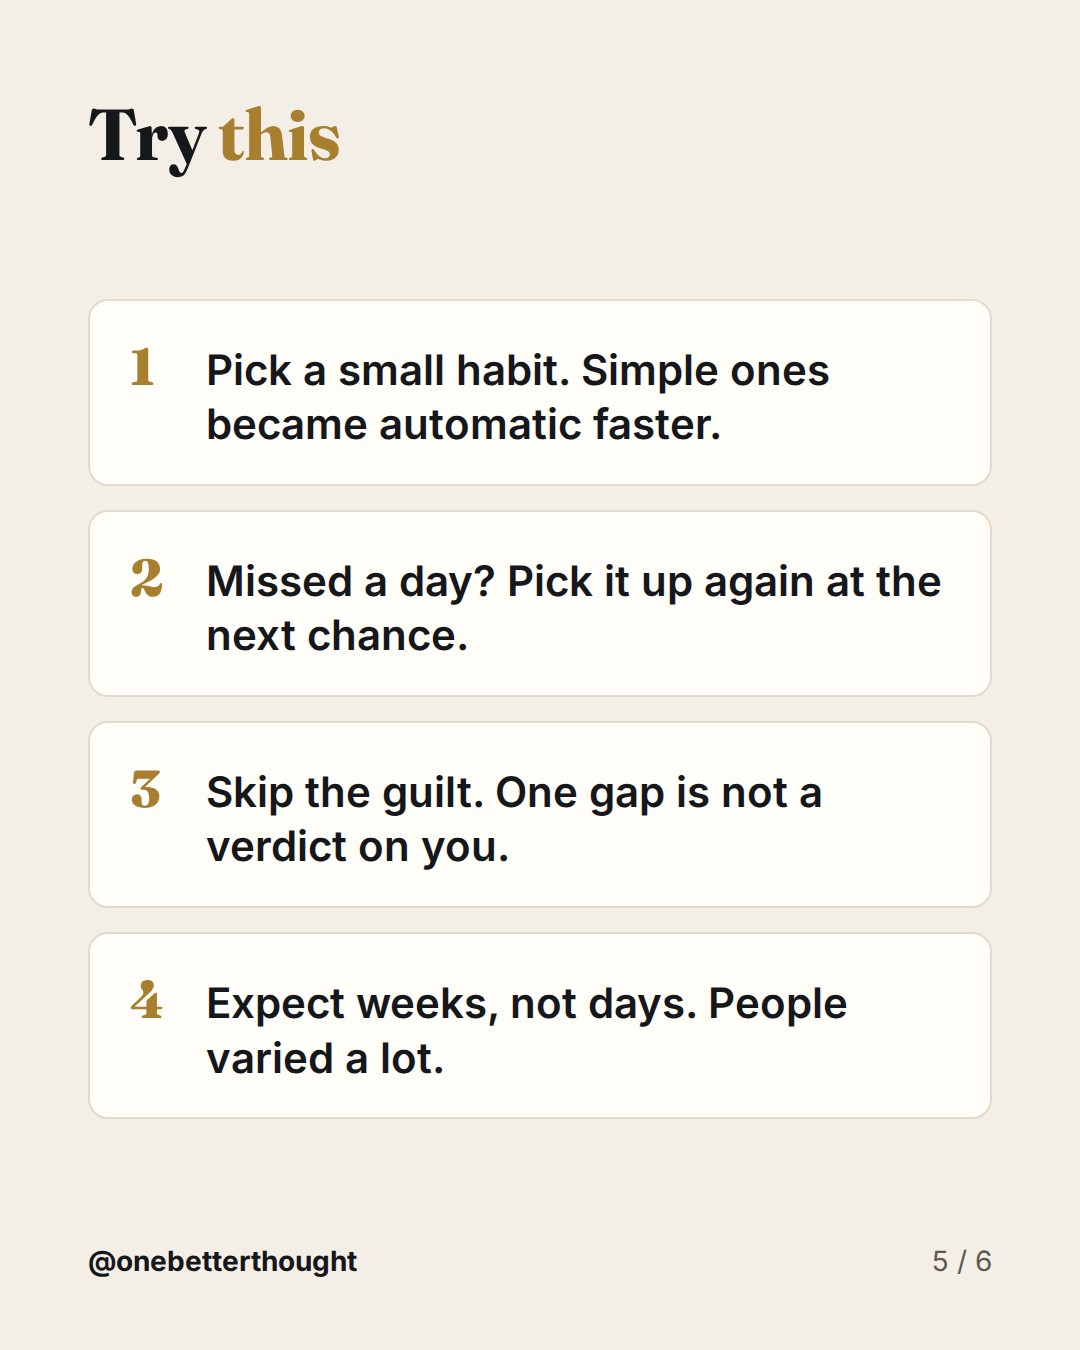 Try this
1 Pick a small habit. Simple ones
became automatic faster.
2 Missed a day? Pick it up again at the
next chance.
3 Skip the guilt. One gap is not a
verdict on you.
4 Expect weeks, not days. People
varied a lot.
@onebetterthought 5 / 6